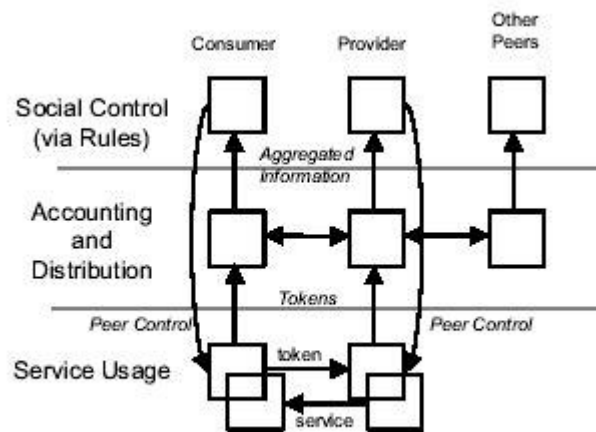 Consumer
Provider
Other
Peers
Social Control
(via Rules)
Aggregated
Information
Accounting
and
Distribution
Tokens
Peer Control
Peer Control
token
Service Usage
service